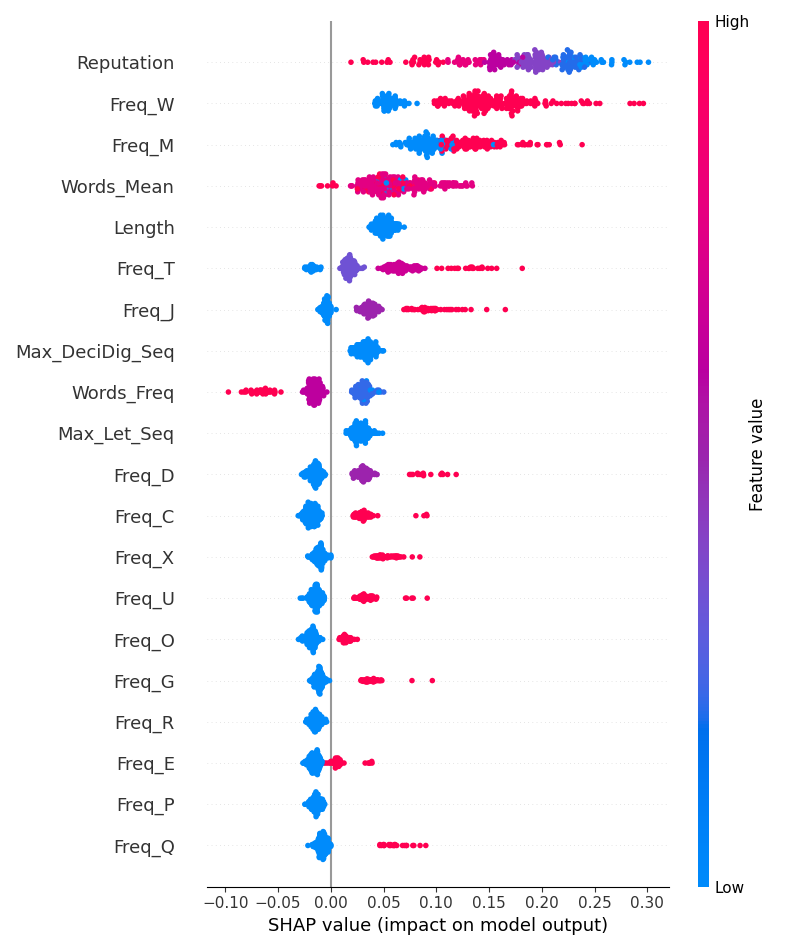 High
Reputation
Freq_W
Freq_M
Words_Mean
Length
Freq_T
Freq_J
Max_DeciDig_Seq
Words_Freq
Max_Let_Seq
Freq_D
Freq_C
Freq_X
Freq_U
Freq_O
Freq_G
Freq_R
Freq_E
Freq_P
Freq_Q
Feature value
Low
−0.10 −0.05 0.00 0.05 0.10 0.15 0.20 0.25 0.30
SHAP value (impact on model output)